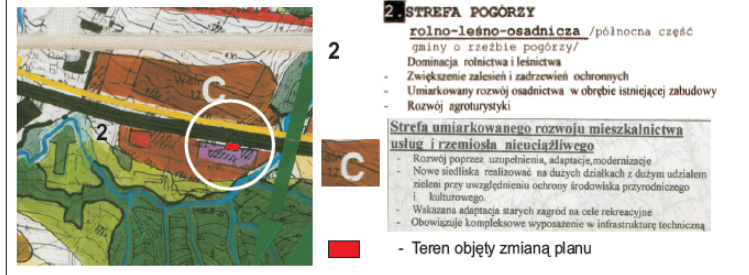 C
2
2
C
2. STREFA POGÓRZY
rolno-leśno-osadnicza /północna część
gminy o rzeźbie pogórzy/
Dominacja rolnictwa i leśnictwa
- Zwiększenie zalesień i zadrzewień ochronnych
- Umiarkowany rozwój osadnictwa w obrębie istniejącej zabudowy
- Rozwój agroturystyki
Strefa umiarkowanego rozwoju mieszkalnictwa
usług i rzemiosła nieuciążliwego
- Rozwój poprzez uzupełnienia, adaptacje,modernizacje
- Nowe siedliska realizować na dużych działkach z dużym udziałem
zieleni przy uwzględnieniu ochrony środowiska przyrodniczego
i kulturowego.
- Wskazana adaptacja starych zagród na cele rekreacyjne
- Obowiązuje kompleksowe wyposażenie w infrastrukturę techniczną
- Teren objęty zmianą planu